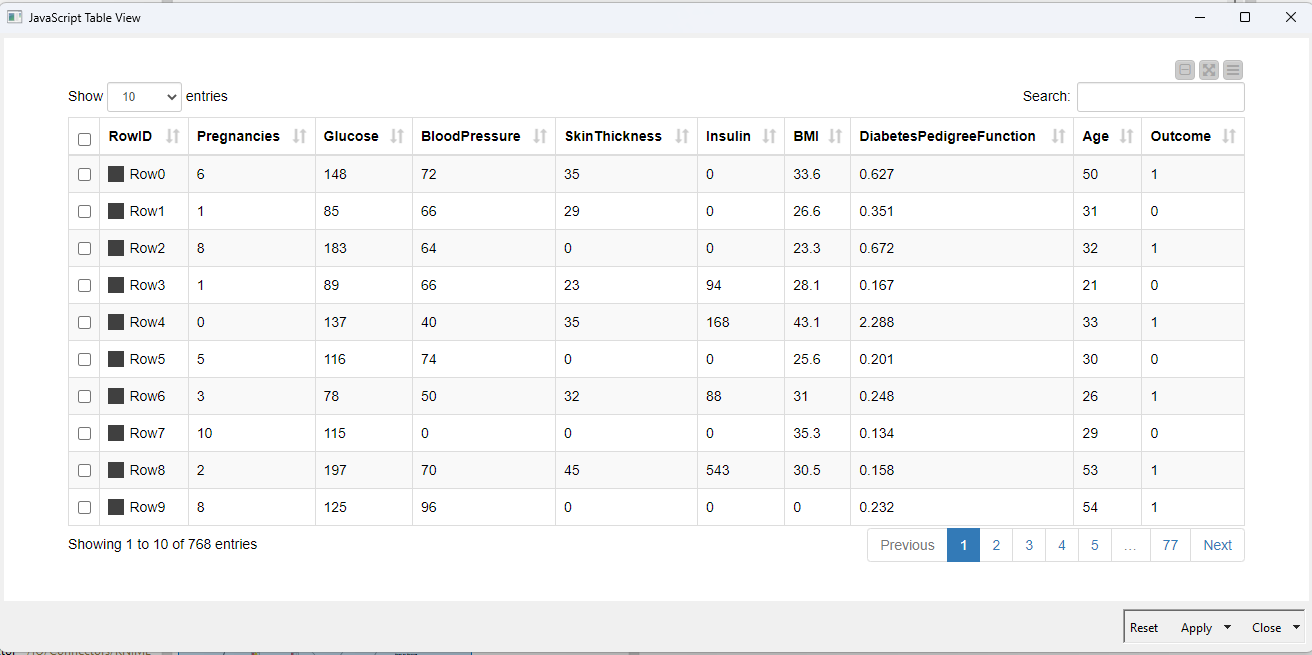 JavaScript Table View
Show 10 entries Search:
RowID Pregnancies Glucose BloodPressure SkinThickness Insulin BMI DiabetesPedigreeFunction Age Outcome
Row0 6 148 72 35 0 33.6 0.627 50 1
Row1 1 85 66 29 0 26.6 0.351 31 0
Row2 8 183 64 0 0 23.3 0.672 32 1
Row3 1 89 66 23 94 28.1 0.167 21 0
Row4 0 137 40 35 168 43.1 2.288 33 1
Row5 5 116 74 0 0 25.6 0.201 30 0
Row6 3 78 50 32 88 31 0.248 26 1
Row7 10 115 0 0 0 35.3 0.134 29 0
Row8 2 197 70 45 543 30.5 0.158 53 1
Row9 8 125 96 0 0 0 0.232 54 1
Showing 1 to 10 of 768 entries Previous 1 2 3 4 5 … 77 Next
Reset Apply Close